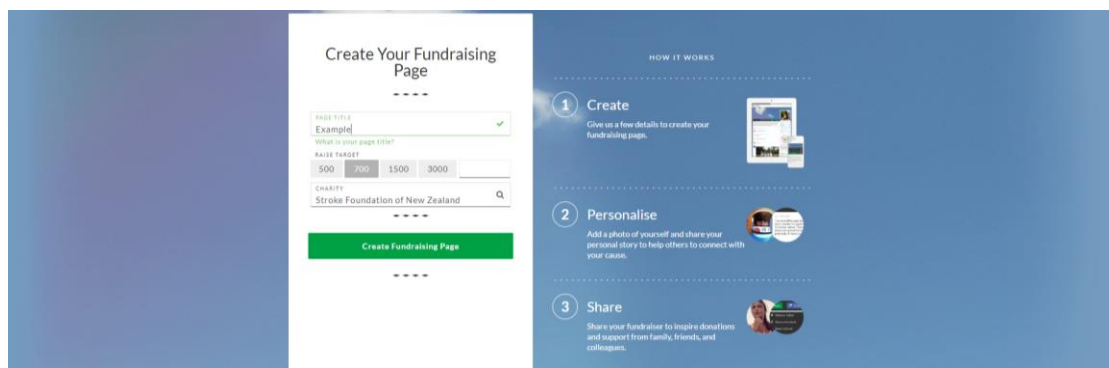 Create Your Fundraising
Page
PAGE TITLE
Example
What is your page title?
RAISE TARGET
500 700 1500 3000
CHARITY
Stroke Foundation of New Zealand
Create Fundraising Page
HOW IT WORKS
1 Create
Give us a few details to create your
fundraising page.
2 Personalise
Add a photo of yourself and share your
personal story to help others to connect with
your cause.
3 Share
Share your fundraiser to inspire donations
and support from family, friends, and
colleagues.